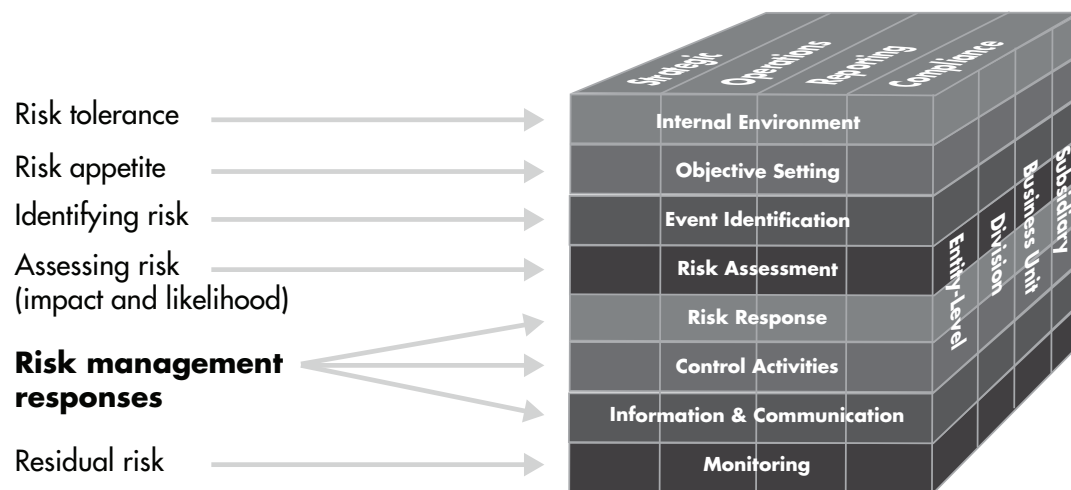 Strategic
Operations
Reporting
Compliance
Risk tolerance
Internal Environment
Risk appetite
Objective Setting
Identifying risk
Event Identification
Assessing risk
(impact and likelihood)
Risk Assessment
Risk management
responses
Risk Response
Control Activities
Information & Communication
Residual risk
Monitoring
Entity-Level
Division
Business Unit
Subsidiary